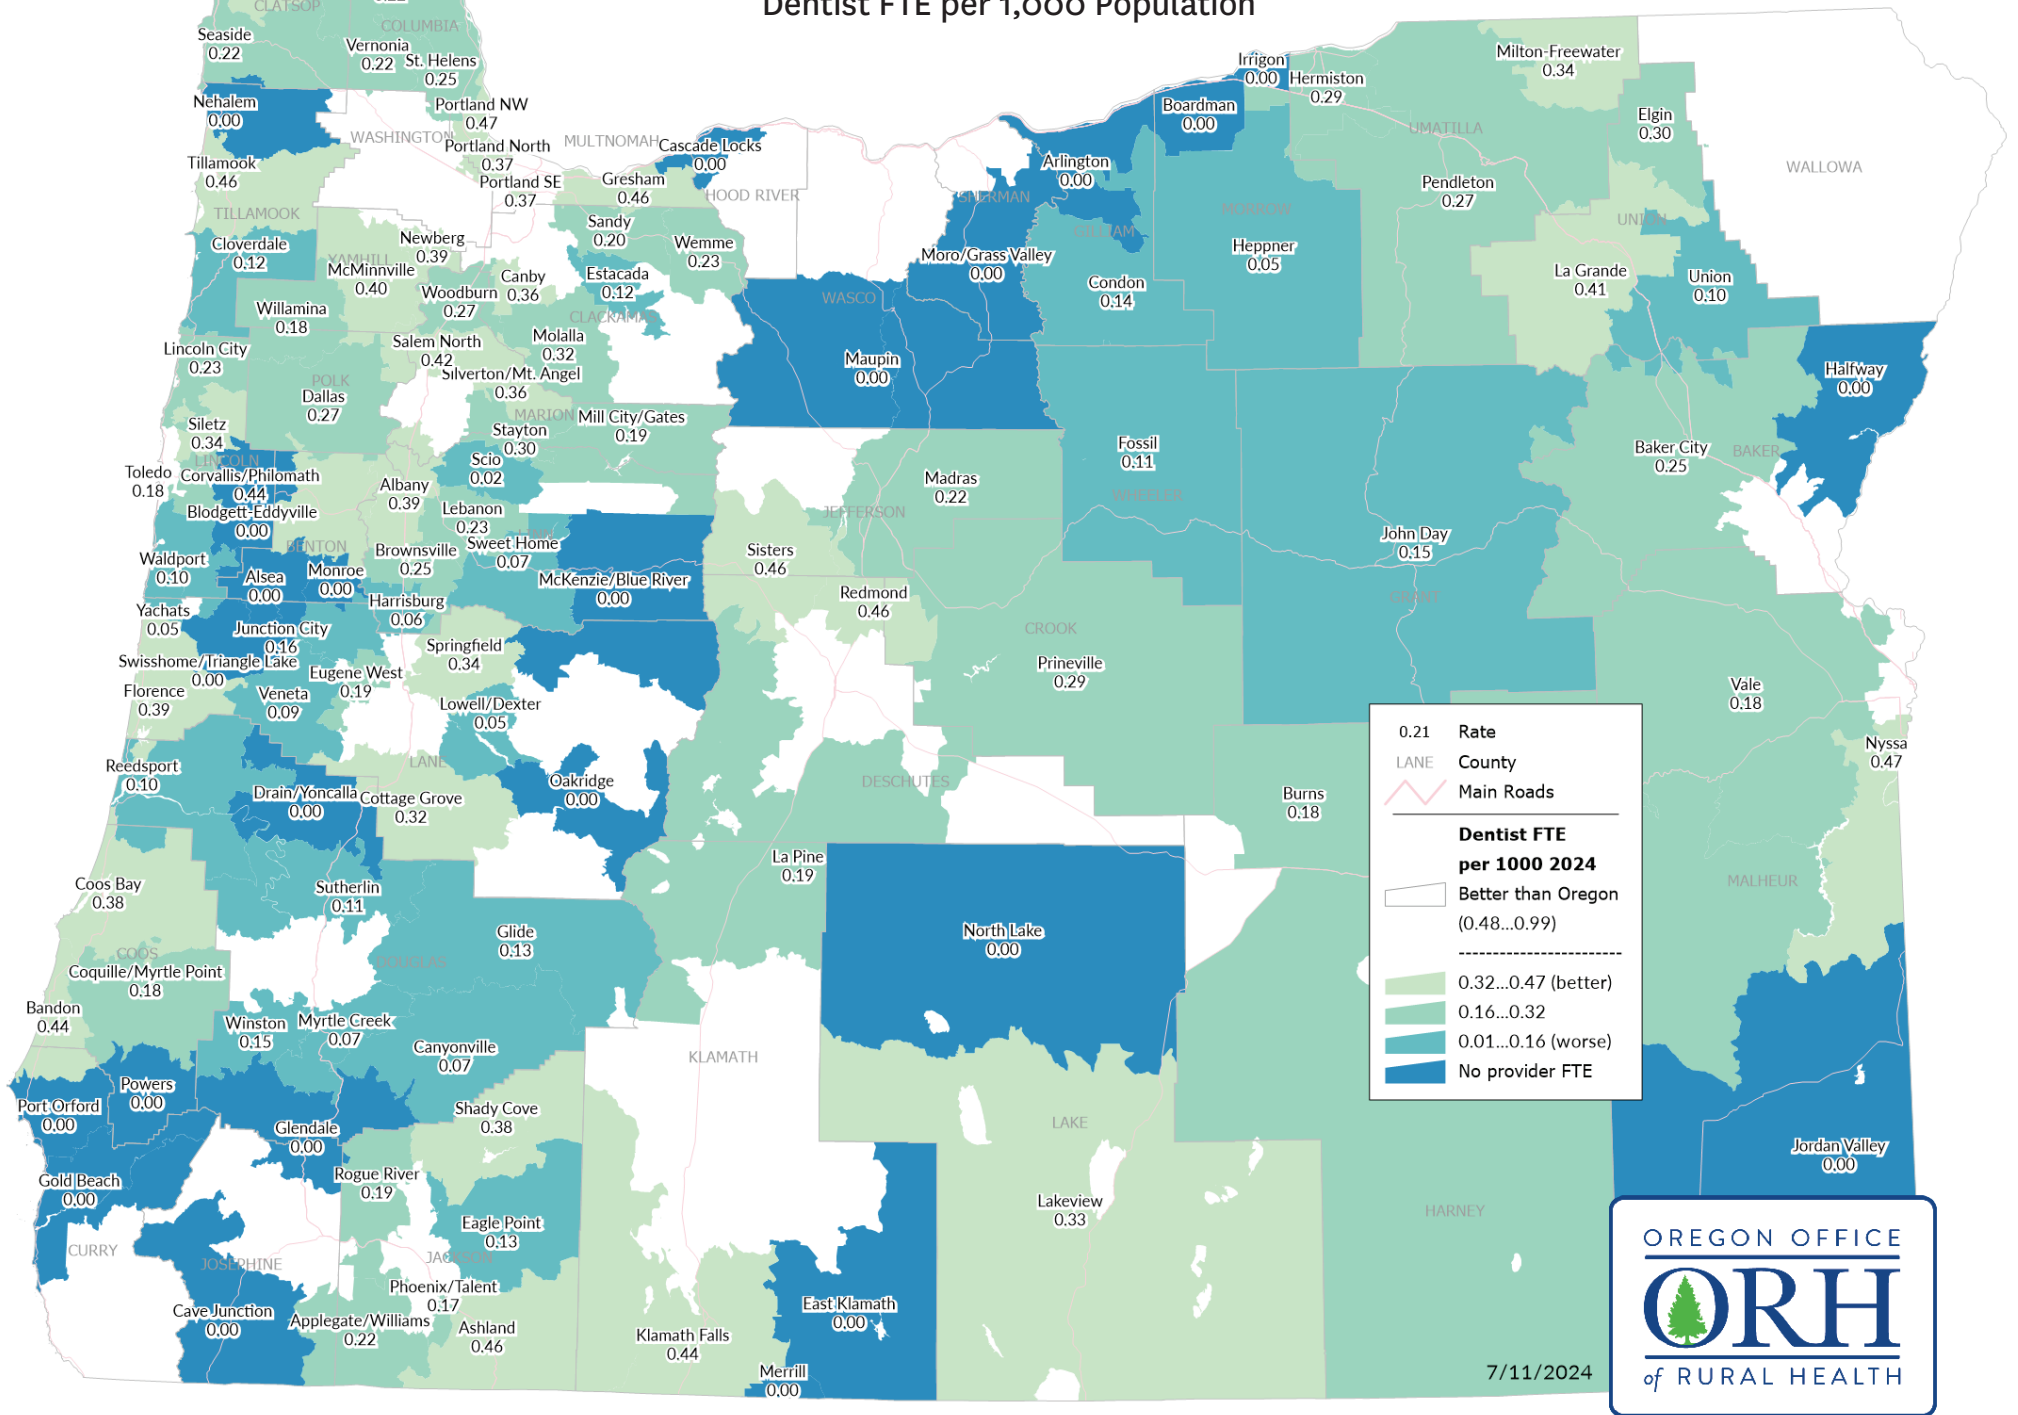 Dentist FTE per 1,000 Population
CLATSOP
COLUMBIA
Seaside
0.22
Vernonia
0.22
St. Helens
0.25
Nehalem
0.00
Portland NW
0.47
WASHINGTON
Portland North
0.37
MULTNOMAH
Cascade Locks
0.00
Tillamook
0.46
Portland SE
0.37
Gresham
0.46
HOOD RIVER
TILLAMOOK
Irrigon
0.00
Hermiston
0.29
Milton-Freewater
0.34
Boardman
0.00
Elgin
0.30
UMATILLA
WALLOWA
Arlington
0.00
SHERMAN
Pendleton
0.27
MORROW
UNION
GILLIAM
Cloverdale
0.12
YAMHILL
Newberg
0.39
McMinnville
0.40
Sandy
0.20
Wemme
0.23
Moro/Grass Valley
0.00
Heppner
0.05
La Grande
0.41
Union
0.10
Canby
0.36
Estacada
0.12
Woodburn
0.27
Condon
0.14
WASCO
Willamina
0.18
CLACKAMAS
Molalla
0.32
Lincoln City
0.23
Salem North
0.42
Silverton/Mt. Angel
0.36
Maupin
0.00
Halfway
0.00
POLK
Dallas
0.27
MARION
Mill City/Gates
0.19
Siletz
0.34
Stayton
0.30
LINCOLN
Scio
0.02
Fossil
0.11
Baker City
0.25
BAKER
Toledo
0.18
Corvallis/Philomath
0.44
Albany
0.39
Madras
0.22
WHEELER
Blodgett-Eddyville
0.00
Lebanon
0.23
JEFFERSON
BENTON
Sweet Home
0.07
John Day
0.15
Waldport
0.10
Brownsville
0.25
Sisters
0.46
Alsea
0.00
Monroe
0.00
McKenzie/Blue River
0.00
Redmond
0.46
GRANT
Yachats
0.05
Harrisburg
0.06
Junction City
0.16
CROOK
Springfield
0.34
Swisshome/Triangle Lake
0.00
Eugene West
0.19
Prineville
0.29
Florence
0.39
Veneta
0.09
Lowell/Dexter
0.05
Vale
0.18
Nyssa
0.47
Reedsport
0.10
LANE
Oakridge
0.00
DESCHUTES
Drain/Yoncalla
0.00
Cottage Grove
0.32
Burns
0.18
La Pine
0.19
Coos Bay
0.38
Sutherlin
0.11
MALHEUR
Glide
0.13
North Lake
0.00
COOS
DOUGLAS
Coquille/Myrtle Point
0.18
Bandon
0.44
Winston
0.15
Myrtle Creek
0.07
Canyonville
0.07
KLAMATH
Powers
0.00
Port Orford
0.00
Shady Cove
0.38
LAKE
Glendale
0.00
Jordan Valley
0.00
Gold Beach
0.00
Rogue River
0.19
Lakeview
0.33
HARNEY
Eagle Point
0.13
CURRY
JOSEPHINE
JACKSON
Phoenix/Talent
0.17
Cave Junction
0.00
Applegate/Williams
0.22
Ashland
0.46
Klamath Falls
0.44
East Klamath
0.00
Merrill
0.00
0.21 Rate
LANE County
Main Roads
Dentist FTE
per 1000 2024
Better than Oregon
(0.48...0.99)
0.32...0.47 (better)
0.16...0.32
0.01...0.16 (worse)
No provider FTE
7/11/2024
OREGON OFFICE
ORH
of RURAL HEALTH